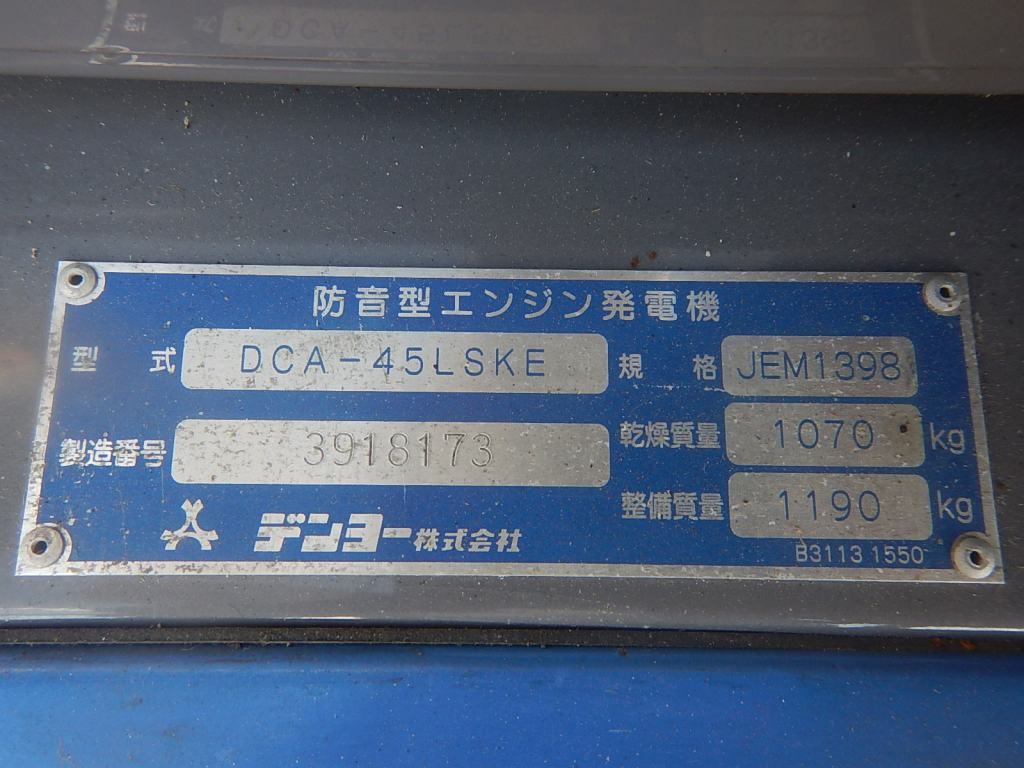 防音型エンジン発電機
型式 DCA-45LSKE 規格 JEM1398
製造番号 3918173 乾燥質量 1070 kg
整備質量 1190 kg
デンヨー株式会社
B3113 1550